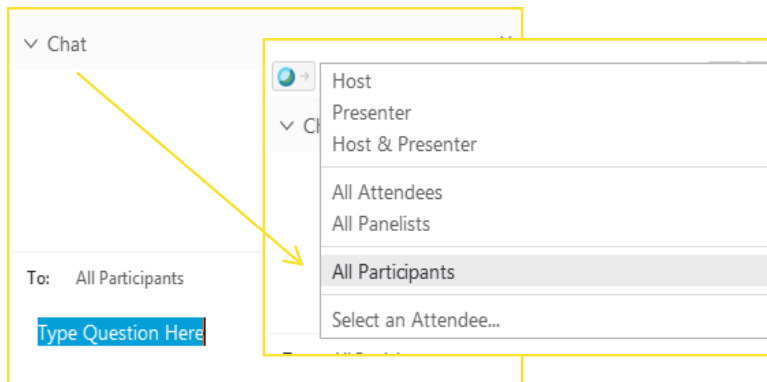 Chat
To: All Participants
Type Question Here
Host
Presenter
Host & Presenter
All Attendees
All Panelists
All Participants
Select an Attendee...